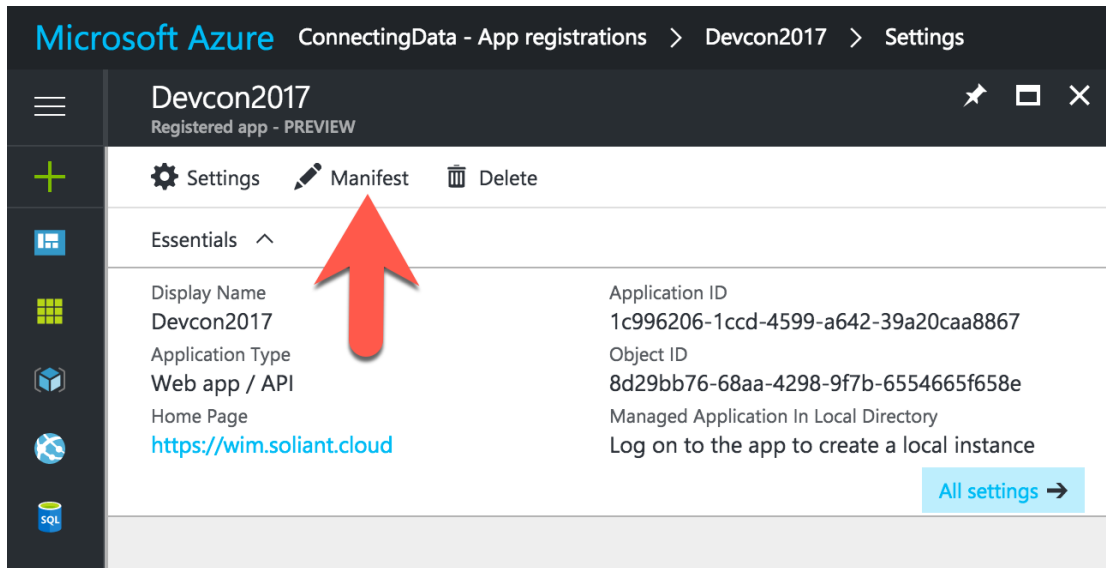 Microsoft Azure ConnectingData - App registrations > Devcon2017 > Settings
Devcon2017
Registered app - PREVIEW
Settings Manifest Delete
Essentials
Display Name
Devcon2017
Application Type
Web app / API
Home Page
https://wim.soliant.cloud
Application ID
1c996206-1ccd-4599-a642-39a20caa8867
Object ID
8d29bb76-68aa-4298-9f7b-6554665f658e
Managed Application In Local Directory
Log on to the app to create a local instance
All settings
SQL